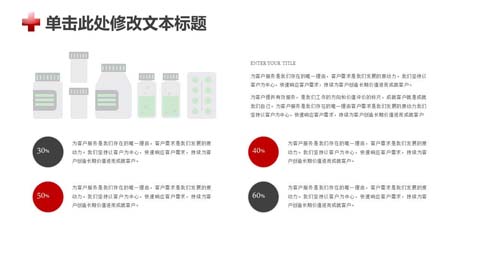 单击此处修改文本标题
ENTER YOUR TITLE
为客户服务是我们存在的唯一理由,客户需求是我们发展的原动力。我们坚持以
客户为中心,快速响应客户需求,持续为客户创造长期价值进而成就客户。
为客户提供有效服务,是我们工作的方向和价值评价的标尺,成就客户就是成就
我们自己。为客户服务是我们存在的唯一理由客户需求是我们发展的原动力我们
坚持以客户为中心,快速响应客户需求,持续为客户创造长期价值进而成就客户
30%
为客户服务是我们存在的唯一理由,客户需求是我们发展的原
动力。我们坚持以客户为中心,快速响应客户需求,持续为客
户创造长期价值进而成就客户。
40%
为客户服务是我们存在的唯一理由,客户需求是我们发展的原
动力。我们坚持以客户为中心,快速响应客户需求,持续为客
户创造长期价值进而成就客户。
50%
为客户服务是我们存在的唯一理由,客户需求是我们发展的原
动力。我们坚持以客户为中心,快速响应客户需求,持续为客
户创造长期价值进而成就客户。
60%
为客户服务是我们存在的唯一理由,客户需求是我们发展的原
动力。我们坚持以客户为中心,快速响应客户需求,持续为客
户创造长期价值进而成就客户。